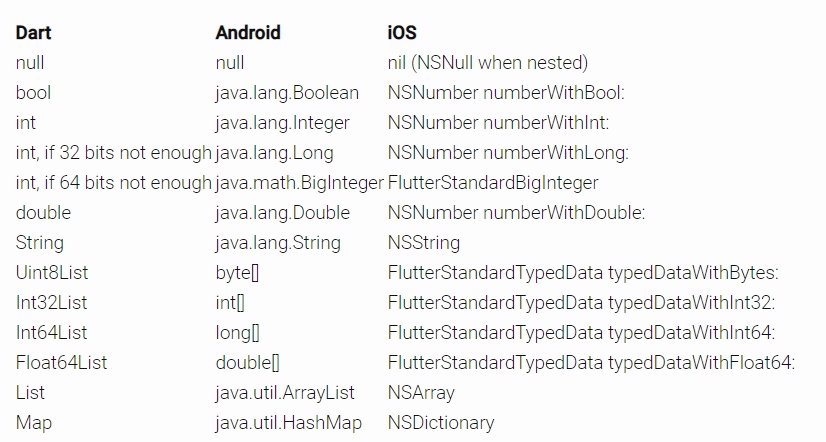 Dart Android iOS
null null nil (NSNull when nested)
bool java.lang.Boolean NSNumber numberWithBool:
int java.lang.Integer NSNumber numberWithInt:
int, if 32 bits not enough java.lang.Long NSNumber numberWithLong:
int, if 64 bits not enough java.math.BigInteger FlutterStandardBigInteger
double java.lang.Double NSNumber numberWithDouble:
String java.lang.String NSString
Uint8List byte[] FlutterStandardTypedData typedDataWithBytes:
Int32List int[] FlutterStandardTypedData typedDataWithInt32:
Int64List long[] FlutterStandardTypedData typedDataWithInt64:
Float64List double[] FlutterStandardTypedData typedDataWithFloat64:
List java.util.ArrayList NSArray
Map java.util.HashMap NSDictionary